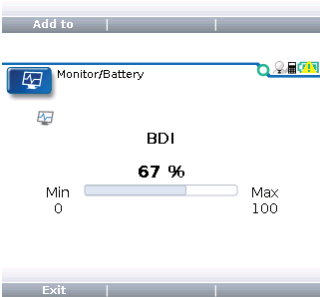 Add to
Monitor/Battery
BDI
67 %
Min
Max
0
100
Exit